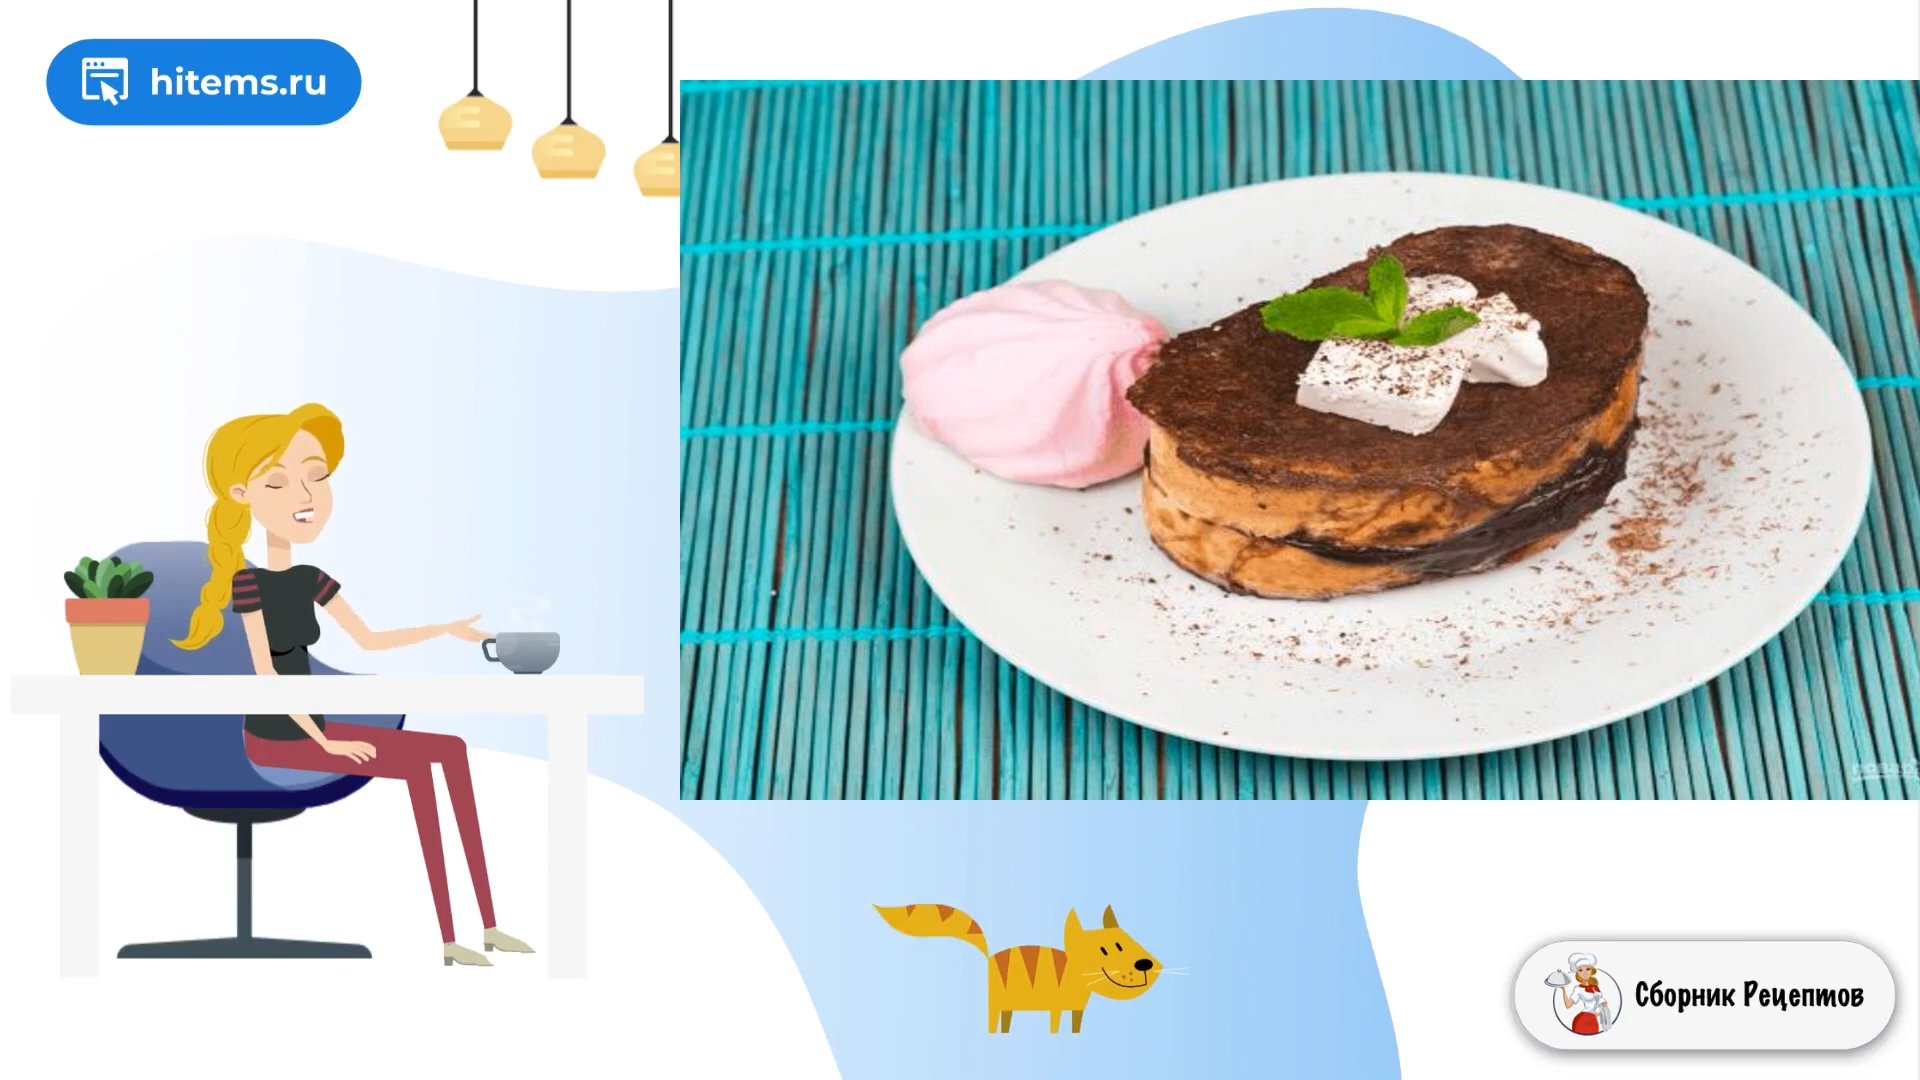 hitems.ru
Сборник Рецептов